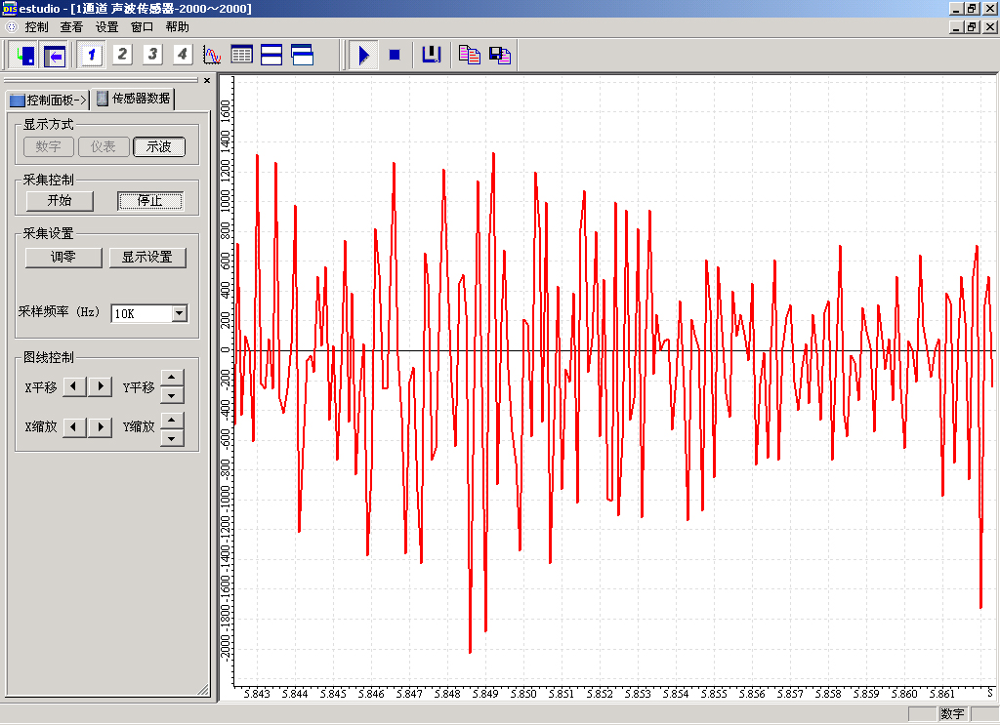 DIS estudio - [1通道 声波传感器-2000~2000]
控制 查看 设置 窗口 帮助
1 2 3 4
控制面板-> 传感器数据
显示方式
数字 仪表 示波
采集控制
开始 停止
采集设置
调零 显示设置
采样频率 (Hz) 10K
图线控制
X平移 Y平移
X缩放 Y缩放
1600
1400
1200
1000
800
600
400
200
0
-200
-400
-600
-800
-1000
-1200
-1400
-1600
-1800
-2000
5.843 5.844 5.845 5.846 5.847 5.848 5.849 5.850 5.851 5.852 5.853 5.854 5.855 5.856 5.857 5.858 5.859 5.860 5.861 S
数字